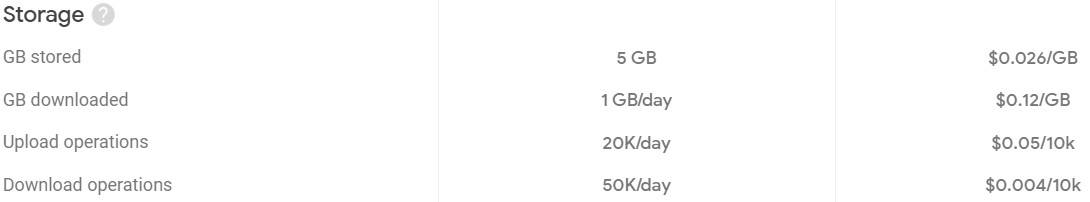 Storage ?
GB stored 5 GB $0.026/GB
GB downloaded 1 GB/day $0.12/GB
Upload operations 20K/day $0.05/10k
Download operations 50K/day $0.004/10k